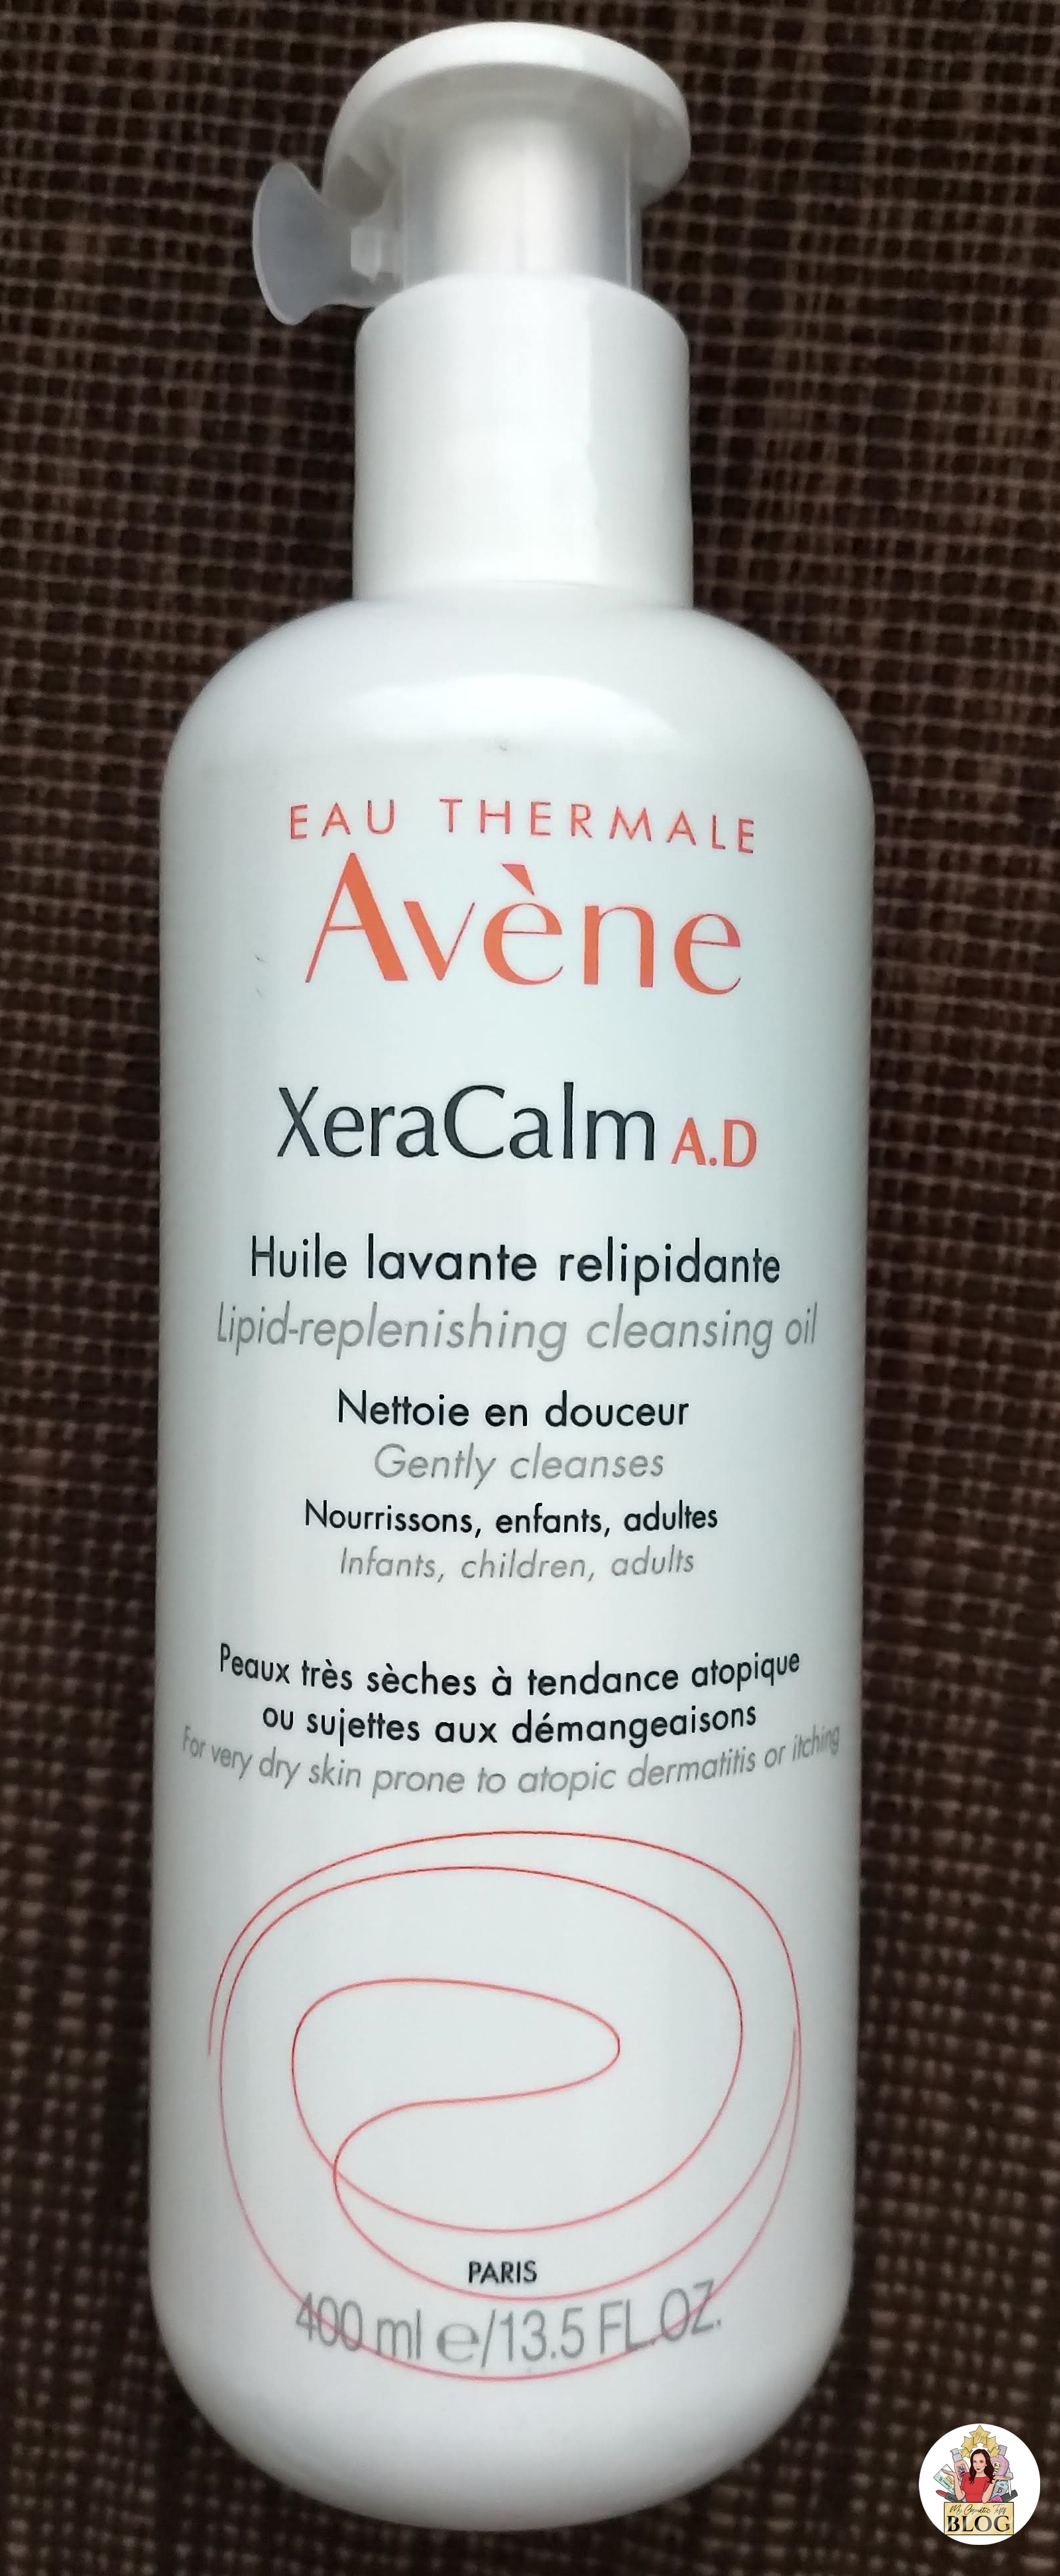 EAU THERMALE
Avène
XeraCalm A.D
Huile lavante relipidante
Lipid-replenishing cleansing oil
Nettoie en douceur
Gently cleanses
Nourrissons, enfants, adultes
Infants, children, adults
Peaux très sèches à tendance atopique
ou sujettes aux démangeaisons
For very dry skin prone to atopic dermatitis or itching
PARIS
400 ml e/13.5 FL.OZ.
BLOG